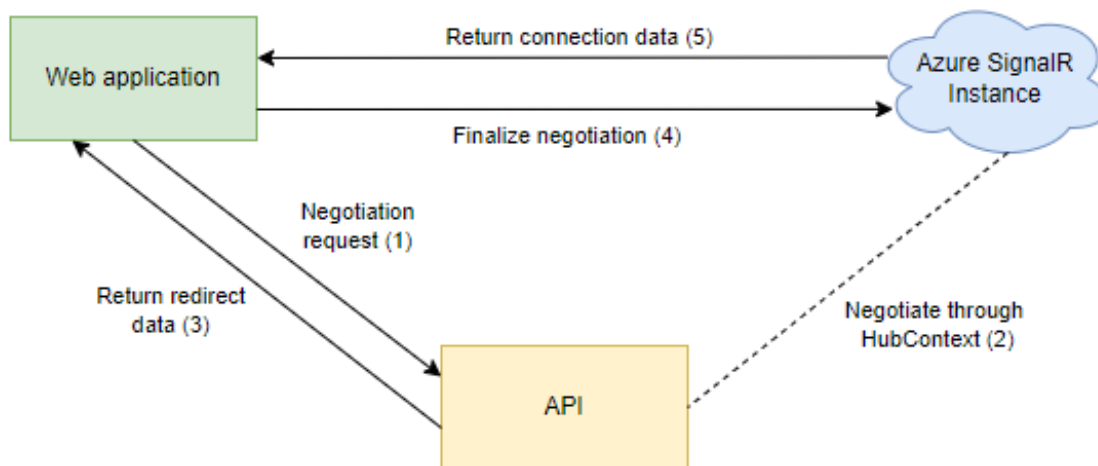 Return connection data (5)
Web application
Azure SignalR
Instance
Finalize negotiation (4)
Negotiation
request (1)
Return redirect
data (3)
Negotiate through
HubContext (2)
API